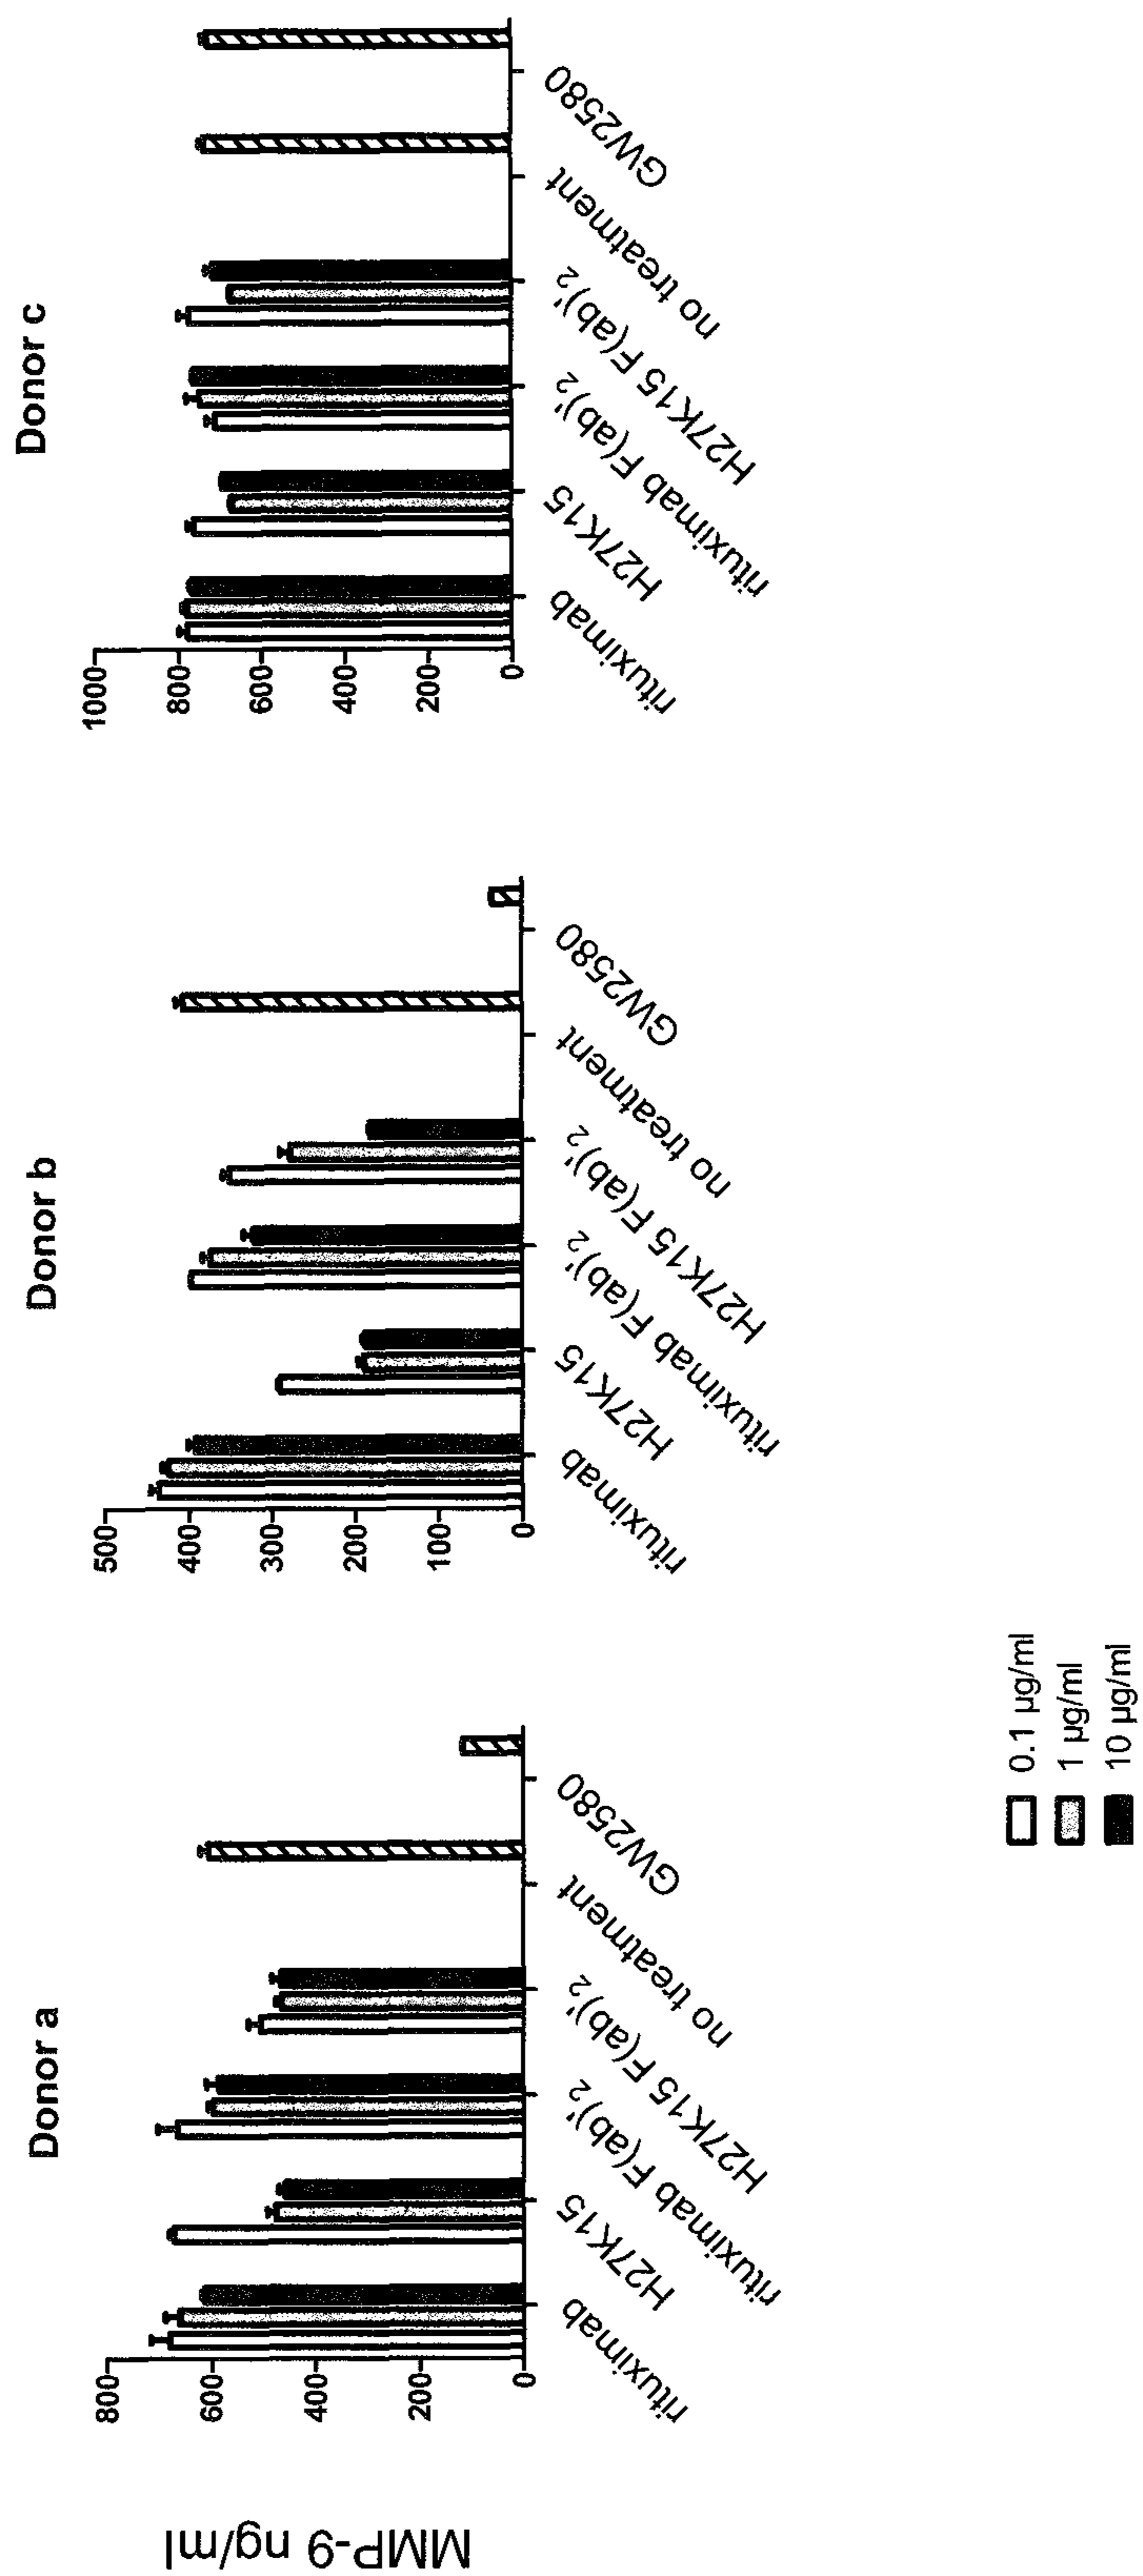 MMP-9 ng/ml
Donor a
800
600
400
200
0
rituximab
H27K15
rituximab F(ab)'2
H27K15 F(ab)'2
no treatment
GW2580
Donor b
500
400
300
200
100
0
rituximab
H27K15
rituximab F(ab)'2
H27K15 F(ab)'2
no treatment
GW2580
Donor c
1000
800
600
400
200
0
rituximab
H27K15
rituximab F(ab)'2
H27K15 F(ab)'2
no treatment
GW2580
0.1 µg/ml
1 µg/ml
10 µg/ml